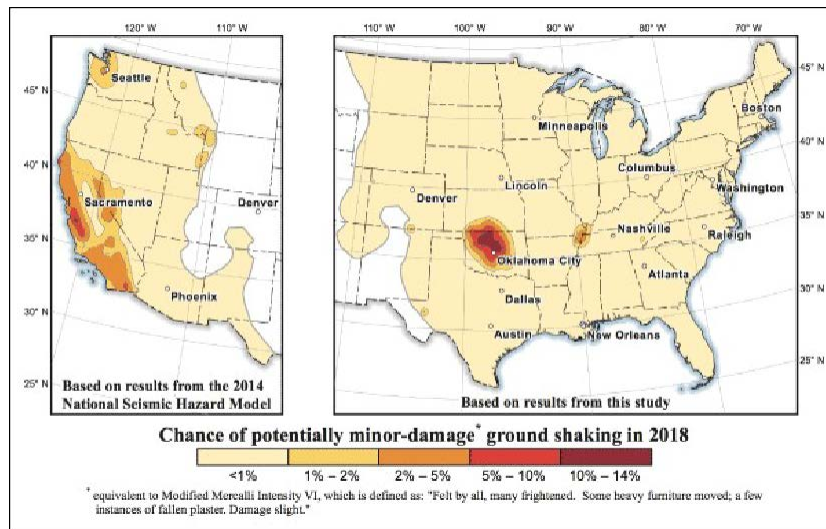 120° W
110° W
110° W
100° W
90° W
80° W
70° W
45° N
40° N
35° N
30° N
25° N
45° N
40° N
35° N
30° N
25° N
Seattle
Sacramento
Denver
Phoenix
Minneapolis
Boston
Lincoln
Columbus
Denver
Washington
Nashville
Raleigh
Oklahoma City
Atlanta
Dallas
Austin
New Orleans
Based on results from the 2014
National Seismic Hazard Model
Based on results from this study
Chance of potentially minor-damage* ground shaking in 2018
<1% 1% – 2% 2% – 5% 5% – 10% 10% – 14%
* equivalent to Modified Mercalli Intensity VI, which is defined as: "Felt by all, many frightened. Some heavy furniture moved; a few
instances of fallen plaster. Damage slight."